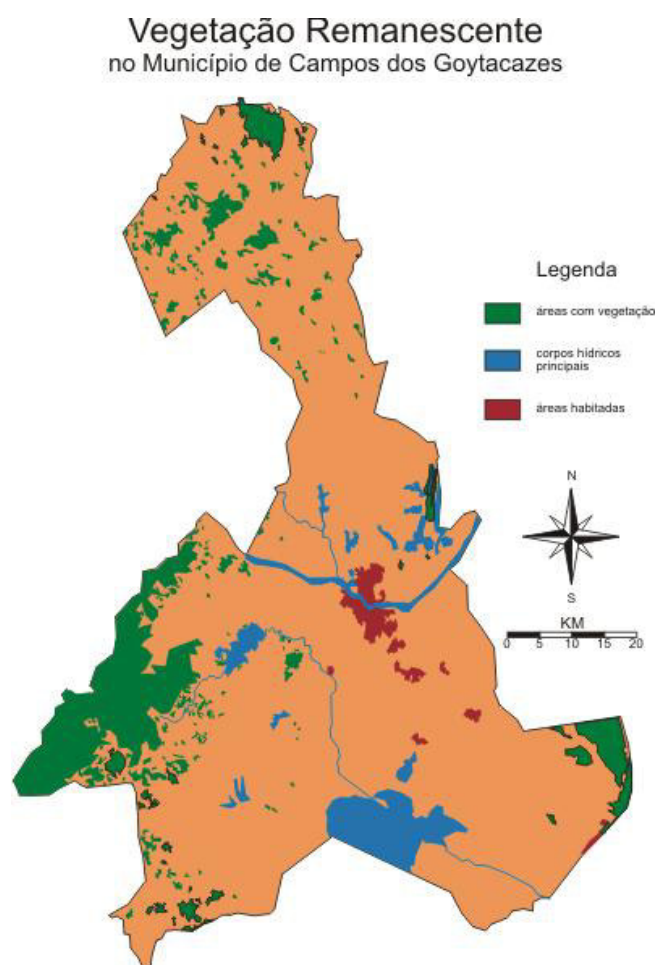 Vegetação Remanescente
no Município de Campos dos Goytacazes
Legenda
áreas com vegetação
corpos hídricos
principais
áreas habitadas
N
S
KM
0 5 10 15 20